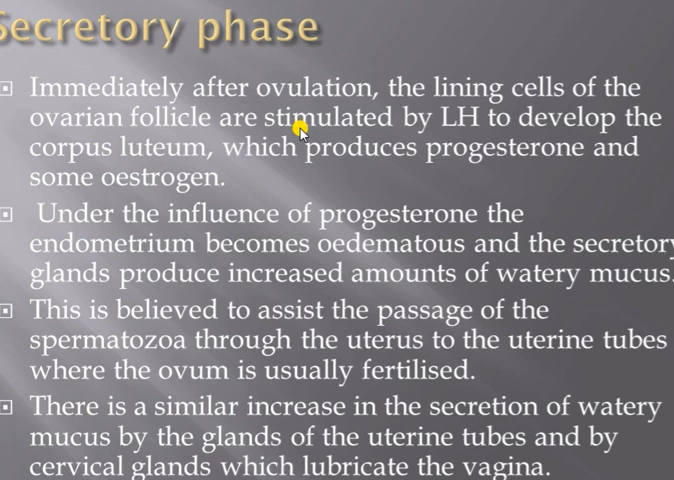 Secretory phase
Immediately after ovulation, the lining cells of the
ovarian follicle are stimulated by LH to develop the
corpus luteum, which produces progesterone and
some oestrogen.
Under the influence of progesterone the
endometrium becomes oedematous and the secretory
glands produce increased amounts of watery mucus.
This is believed to assist the passage of the
spermatozoa through the uterus to the uterine tubes
where the ovum is usually fertilised.
There is a similar increase in the secretion of watery
mucus by the glands of the uterine tubes and by
cervical glands which lubricate the vagina.